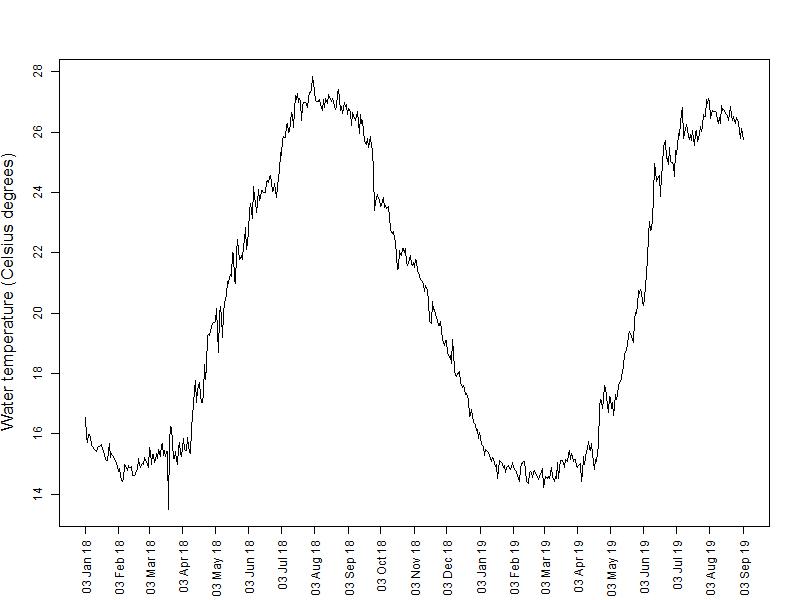 Water temperature (Celsius degrees)
28
26
24
22
20
18
16
14
03 Jan 18
03 Feb 18
03 Mar 18
03 Apr 18
03 May 18
03 Jun 18
03 Jul 18
03 Aug 18
03 Sep 18
03 Oct 18
03 Nov 18
03 Dec 18
03 Jan 19
03 Feb 19
03 Mar 19
03 Apr 19
03 May 19
03 Jun 19
03 Jul 19
03 Aug 19
03 Sep 19